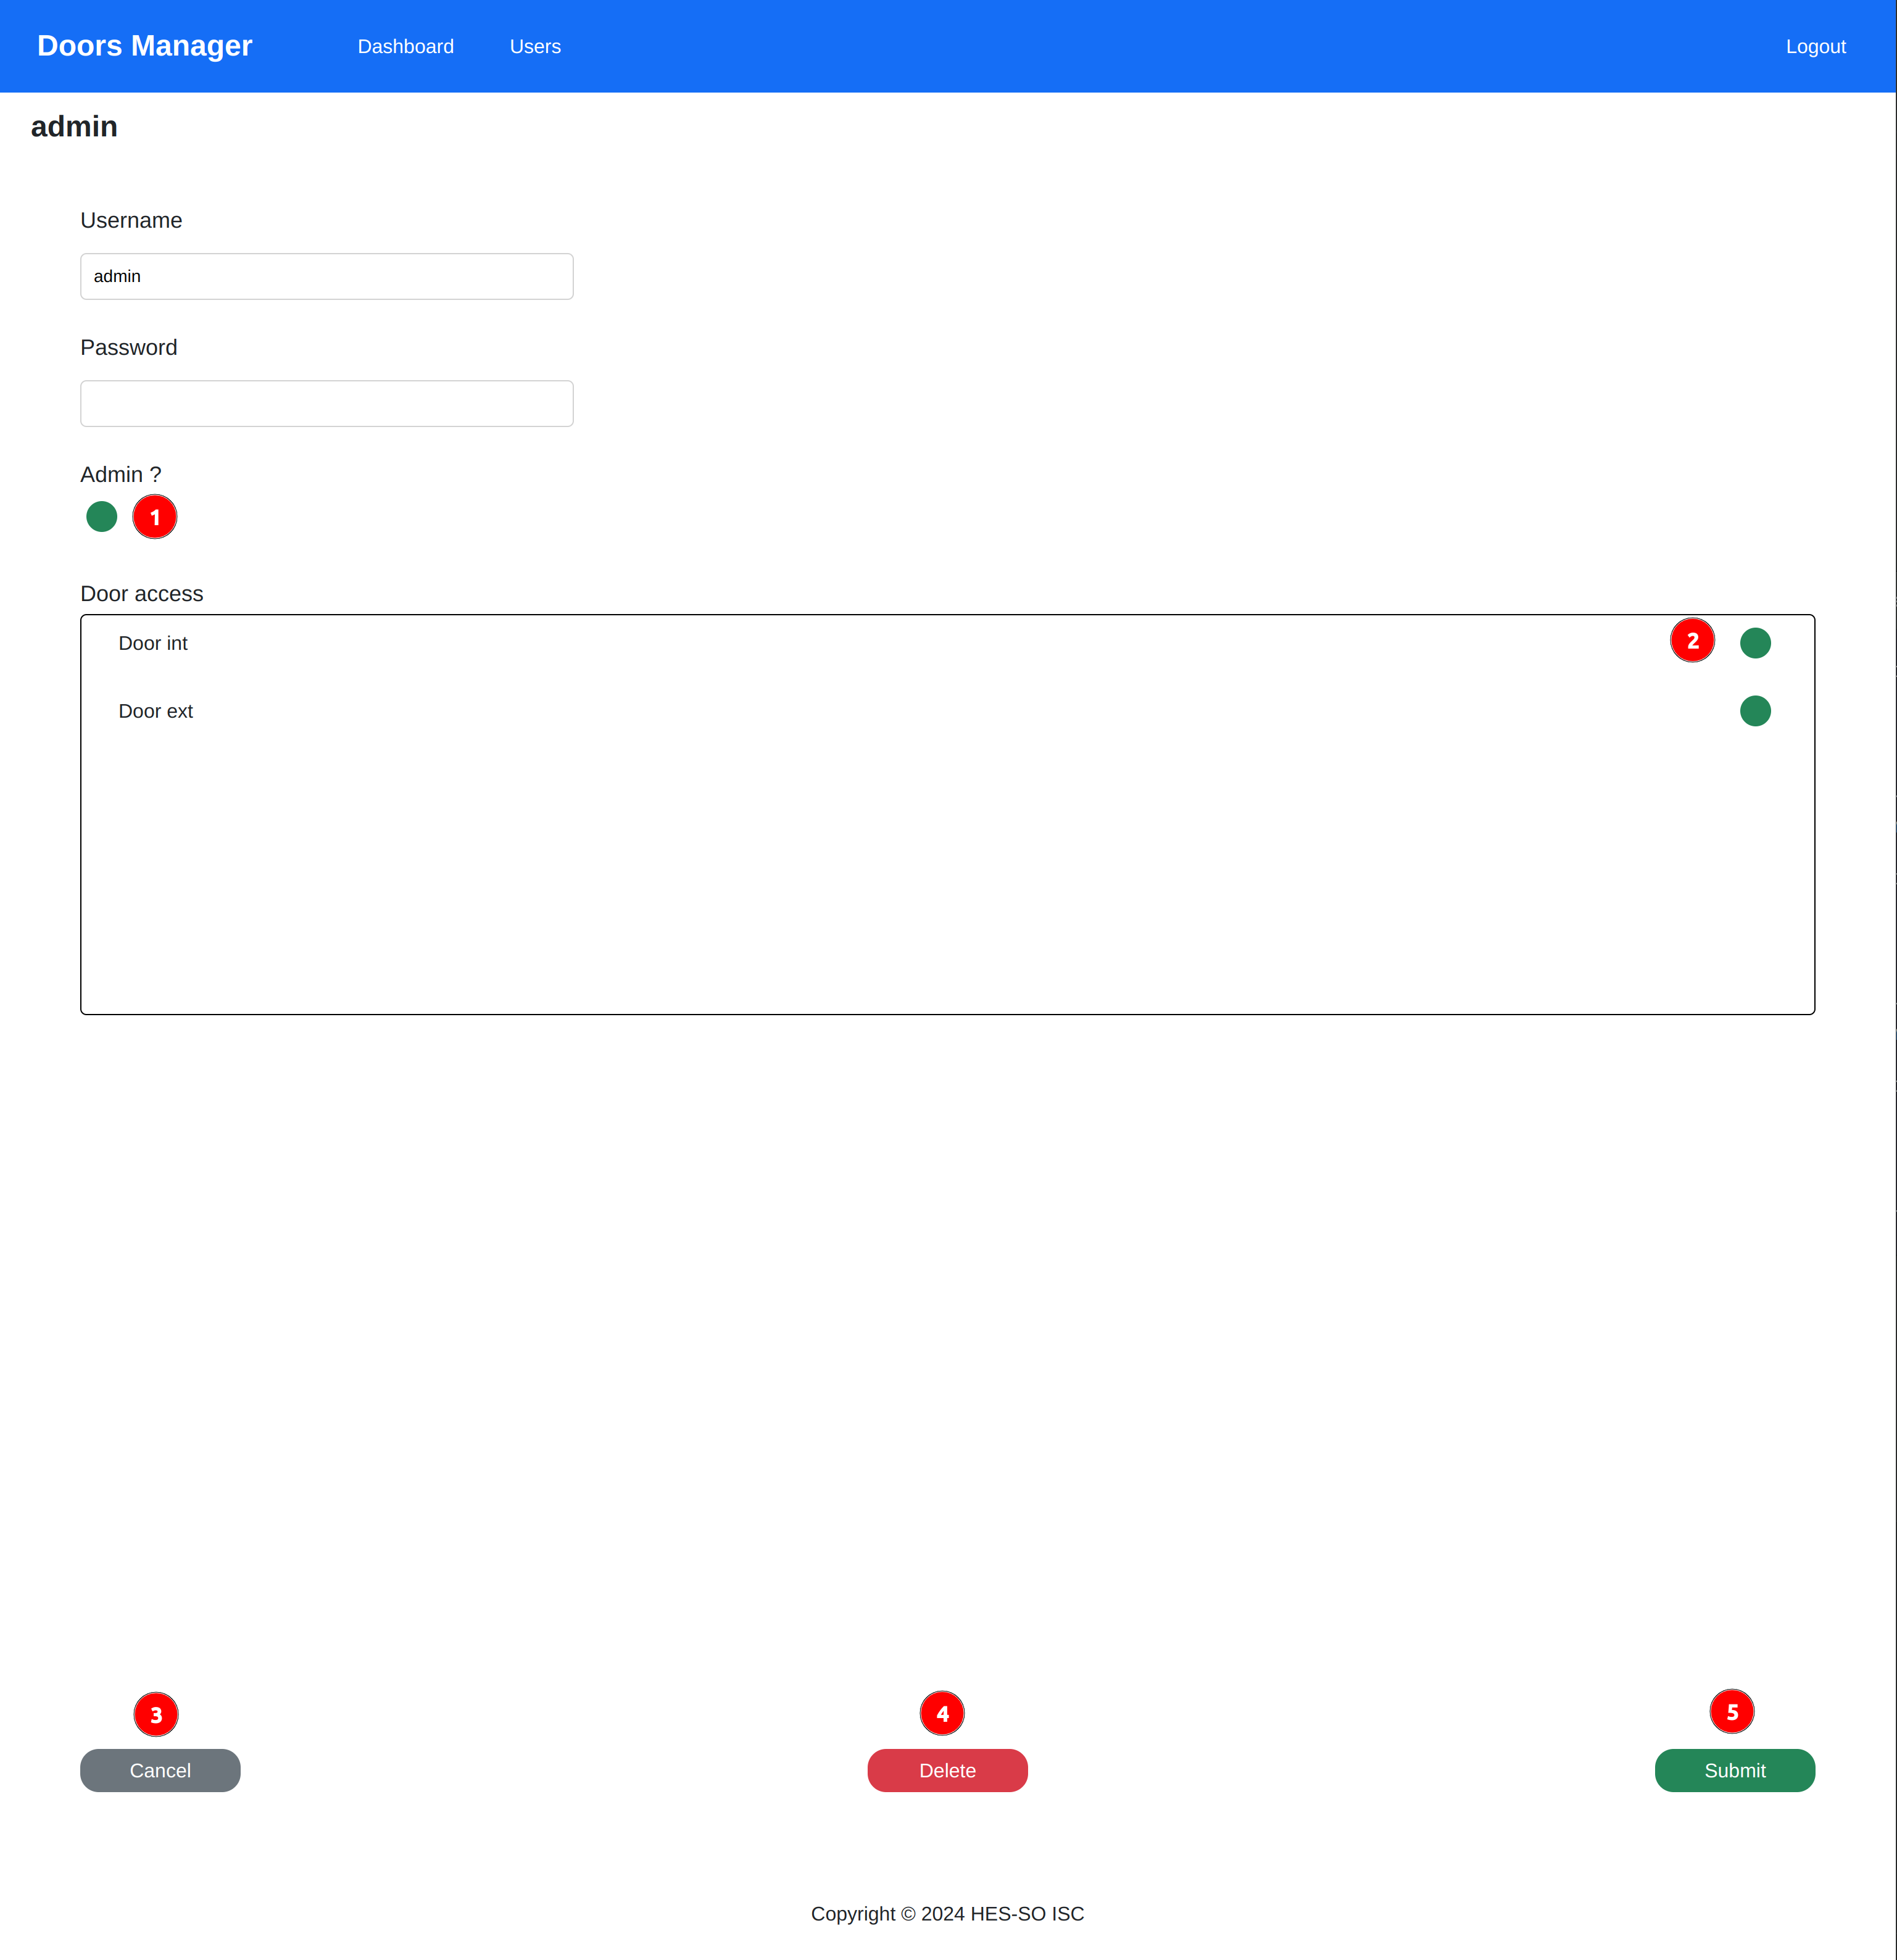 Doors Manager Dashboard Users Logout
admin
Username
admin
Password
Admin ?
1
Door access
Door int 2
Door ext
3 4 5
Cancel Delete Submit
Copyright © 2024 HES-SO ISC